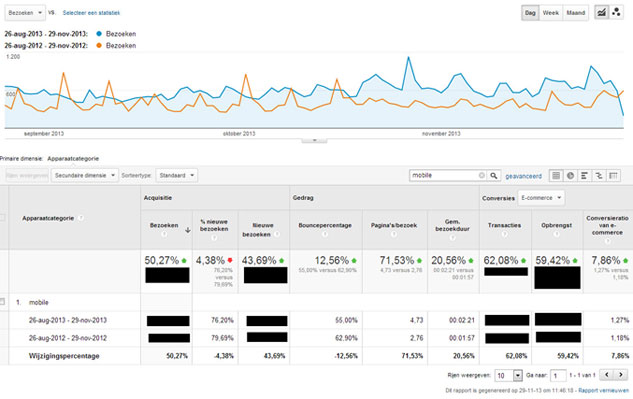 Bezoeken vs. Selecteer een statistiek Dag Week Maand
26-aug-2013 - 29-nov-2013: Bezoeken
26-aug-2012 - 29-nov-2012: Bezoeken
1.200
600
september 2013 oktober 2013 november 2013
Primaire dimensie: Apparaatcategorie
Rijen weergeven Secundaire dimensie Sorteertype: Standaard mobile geavanceerd
Acquisitie Gedrag Conversies E-commerce
Apparaatcategorie Bezoeken % nieuwe bezoeken Nieuwe bezoeken Bouncepercentage Pagina's/bezoek Gem. bezoekduur Transacties Opbrengst Conversieratio van e-commerce
50,27% 4,38% 43,69% 12,56% 71,53% 20,56% 62,08% 59,42% 7,86%
76,20% versus 79,69% 55,00% versus 62,90% 4,73 versus 2,76 00:02:21 versus 00:01:57 1,27% versus 1,18%
1. mobile
26-aug-2013 - 29-nov-2013 76,20% 55,00% 4,73 00:02:21 1,27%
26-aug-2012 - 29-nov-2012 79,69% 62,90% 2,76 00:01:57 1,18%
Wijzigingspercentage 50,27% -4,38% 43,69% -12,56% 71,53% 20,56% 62,08% 59,42% 7,86%
Rijen weergeven: 10 Ga naar: 1 1 - 1 van 1
Dit rapport is gegenereerd op 29-11-13 om 11:46:18 - Rapport vernieuwen